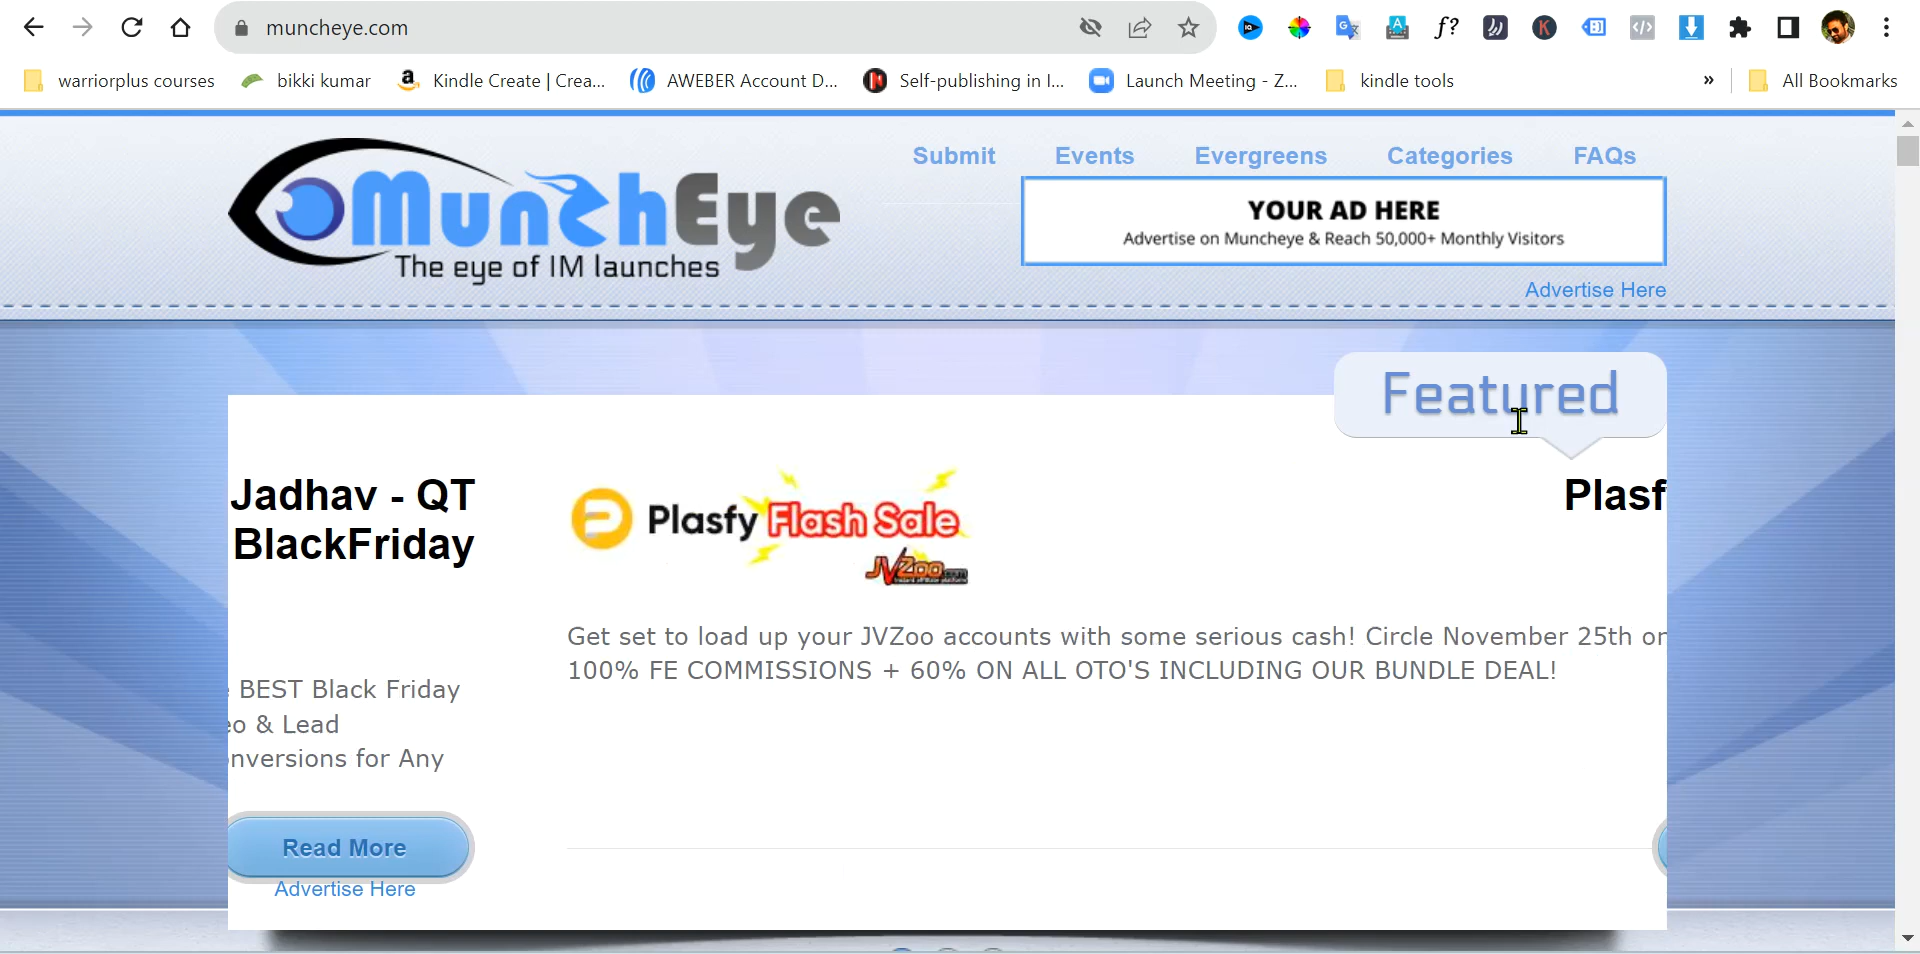 muncheye.com
warriorplus courses
bikki kumar
Kindle Create | Crea...
AWEBER Account D...
Self-publishing in I...
Launch Meeting - Z...
kindle tools
»
All Bookmarks
MunchEye
The eye of IM launches
Submit
Events
Evergreens
Categories
FAQs
YOUR AD HERE
Advertise on Muncheye & Reach 50,000+ Monthly Visitors
Advertise Here
Featured
Jadhav - QT
BlackFriday
BEST Black Friday
eo & Lead
onversions for Any
Read More
Advertise Here
Plasfy Flash Sale
JVZoo
Plasf
Get set to load up your JVZoo accounts with some serious cash! Circle November 25th or
100% FE COMMISSIONS + 60% ON ALL OTO'S INCLUDING OUR BUNDLE DEAL!